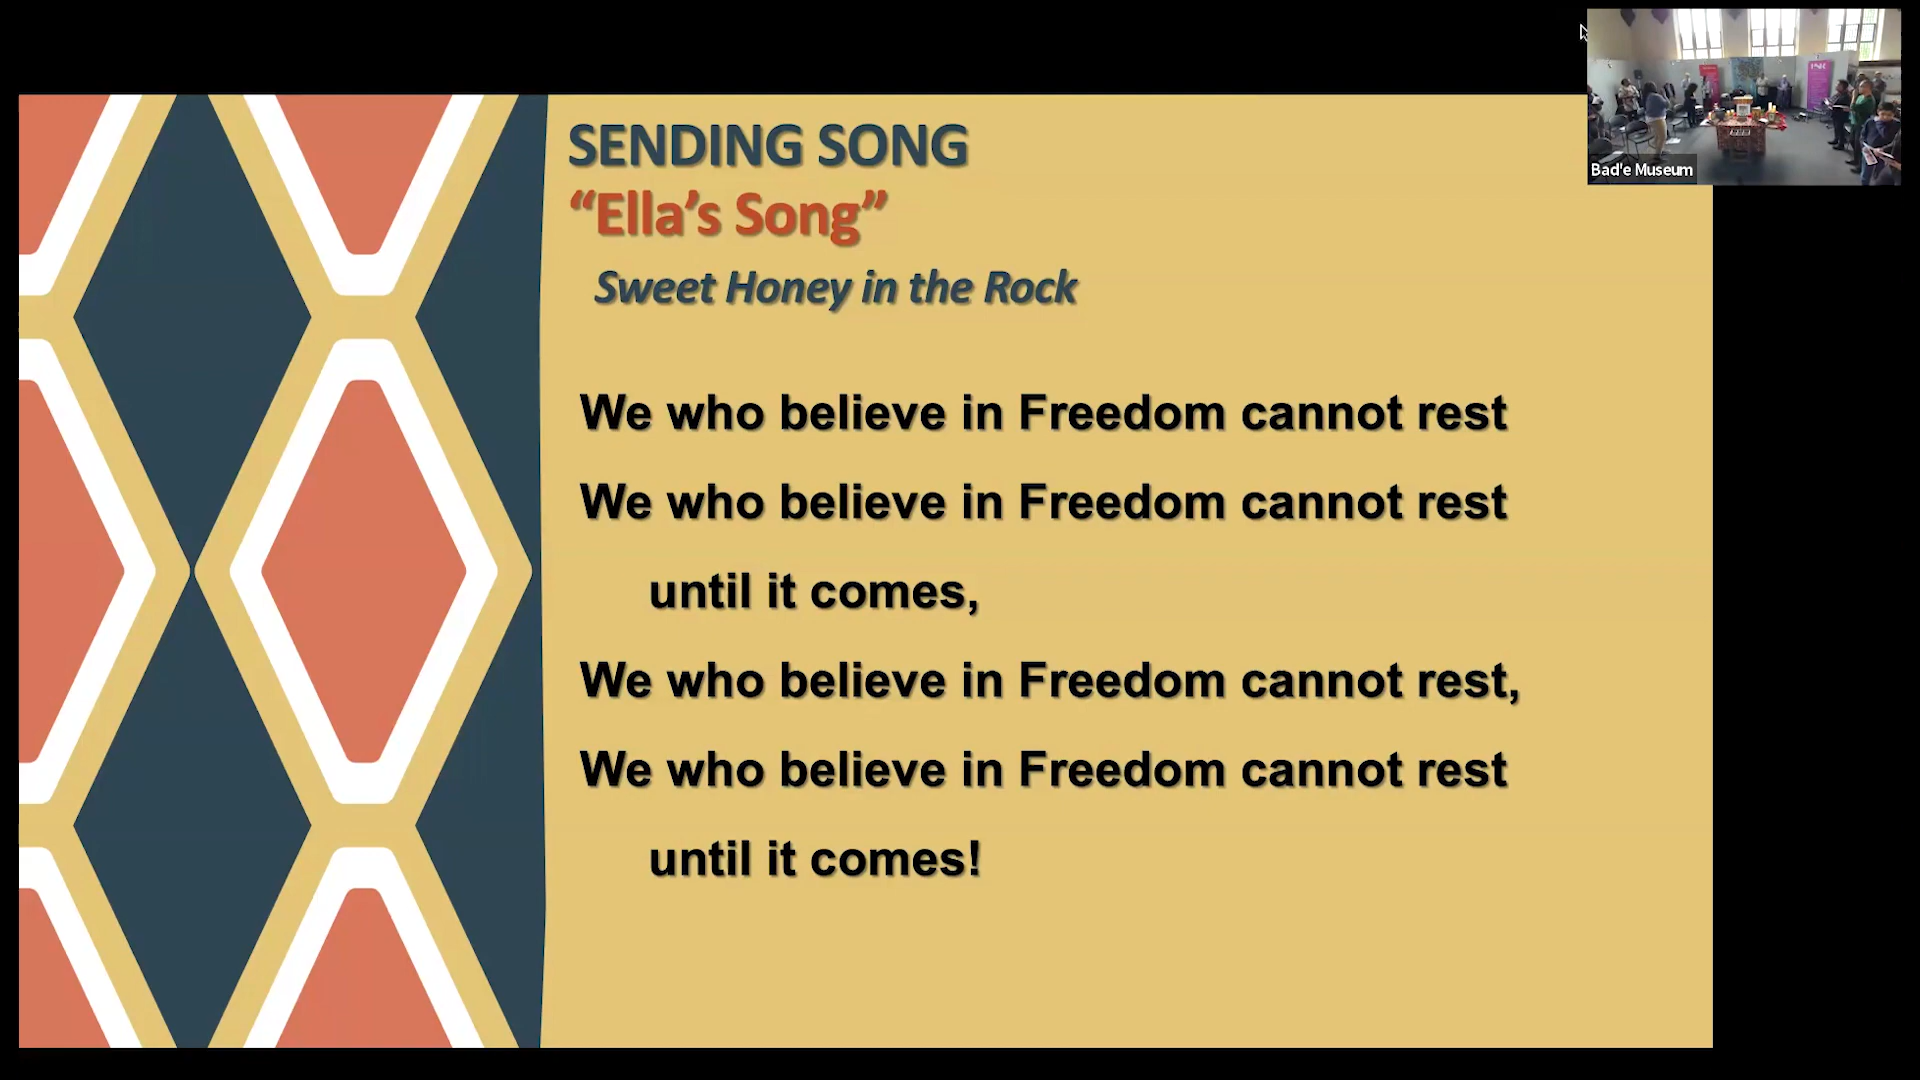 SENDING SONG
“Ella’s Song”
Sweet Honey in the Rock
We who believe in Freedom cannot rest
We who believe in Freedom cannot rest
until it comes,
We who believe in Freedom cannot rest,
We who believe in Freedom cannot rest
until it comes!
Bad'e Museum